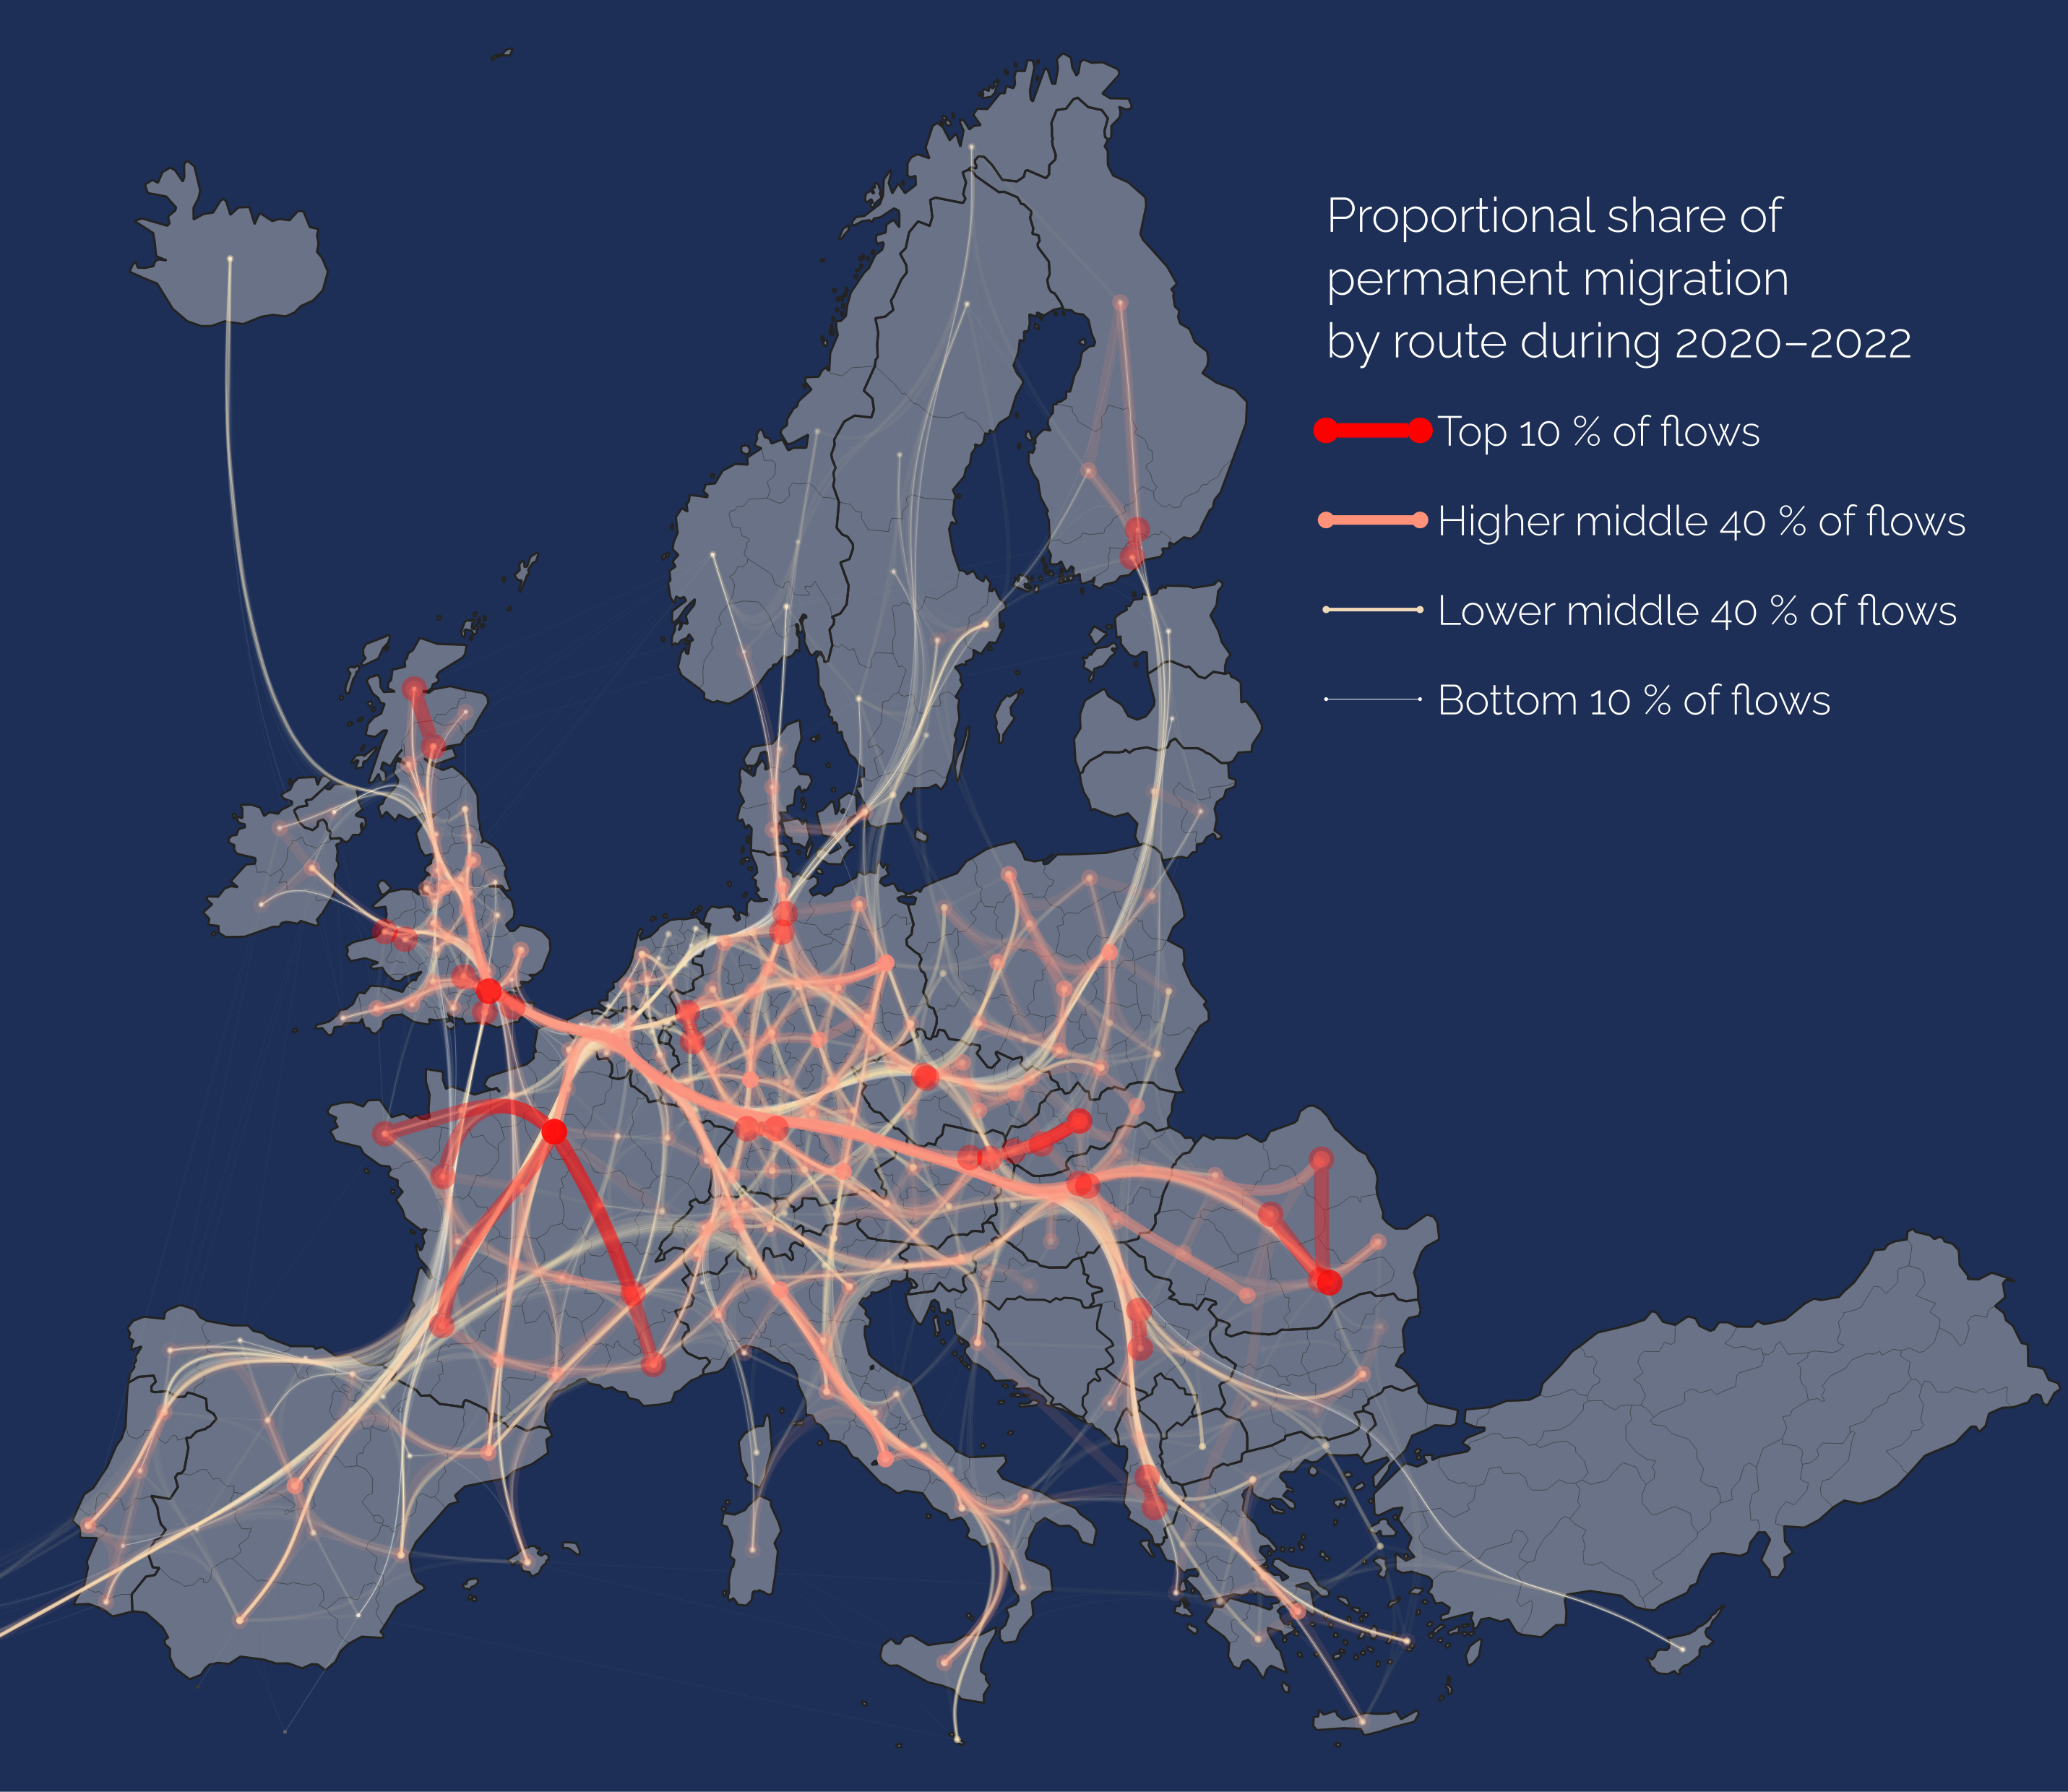 Proportional share of
permanent migration
by route during 2020–2022
Top 10 % of flows
Higher middle 40 % of flows
Lower middle 40 % of flows
Bottom 10 % of flows